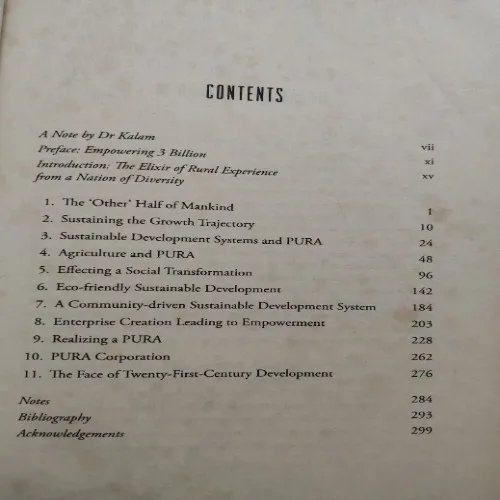 CONTENTS
A Note by Dr Kalam vii
Preface: Empowering 3 Billion xi
Introduction: The Elixir of Rural Experience
from a Nation of Diversity xv
1. The ‘Other’ Half of Mankind 1
2. Sustaining the Growth Trajectory 10
3. Sustainable Development Systems and PURA 24
4. Agriculture and PURA 48
5. Effecting a Social Transformation 96
6. Eco-friendly Sustainable Development 142
7. A Community-driven Sustainable Development System 184
8. Enterprise Creation Leading to Empowerment 203
9. Realizing a PURA 228
10. PURA Corporation 262
11. The Face of Twenty-First-Century Development 276
Notes 284
Bibliography 293
Acknowledgements 299